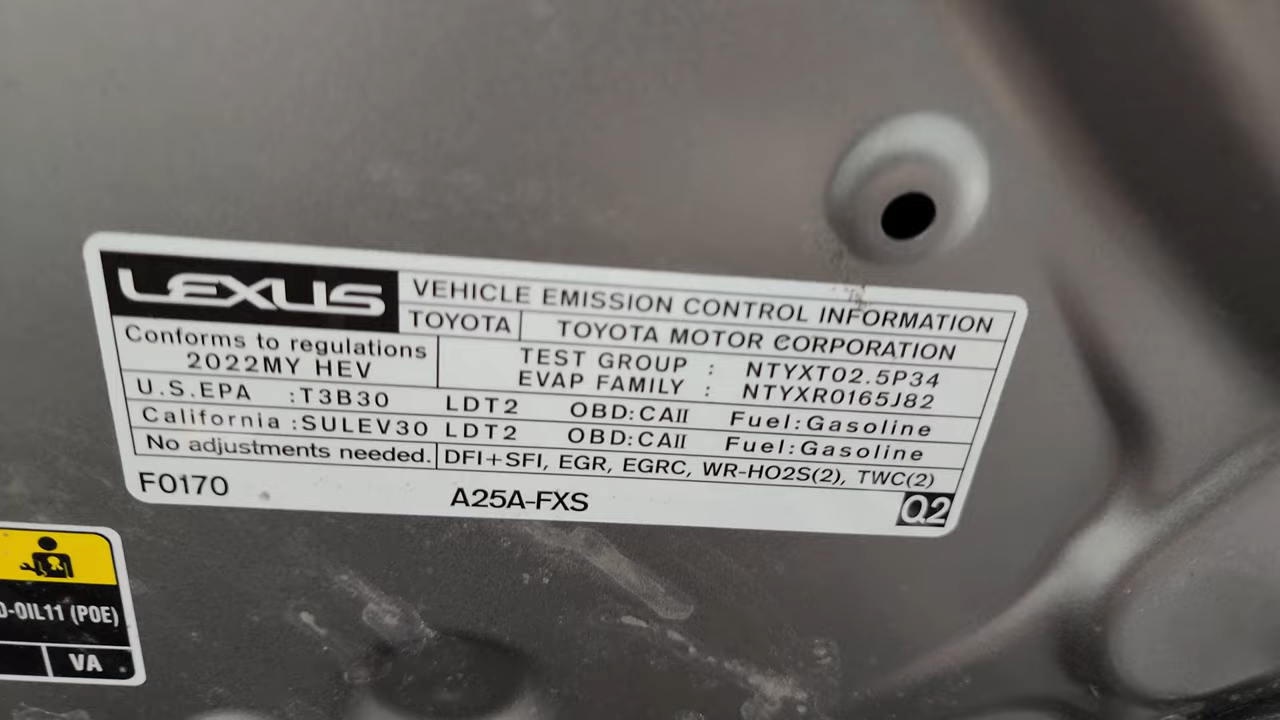 LEXUS VEHICLE EMISSION CONTROL INFORMATION
TOYOTA TOYOTA MOTOR CORPORATION
Conforms to regulations
2022MY HEV
TEST GROUP : NTYXT02.5P34
EVAP FAMILY : NTYXR0165J82
U.S.EPA :T3B30 LDT2 OBD:CAII Fuel:Gasoline
California :SULEV30 LDT2 OBD:CAII Fuel:Gasoline
No adjustments needed. DFI+SFI, EGR, EGRC, WR-HO2S(2), TWC(2)
F0170 A25A-FXS Q2
-OIL11 (POE)
VA